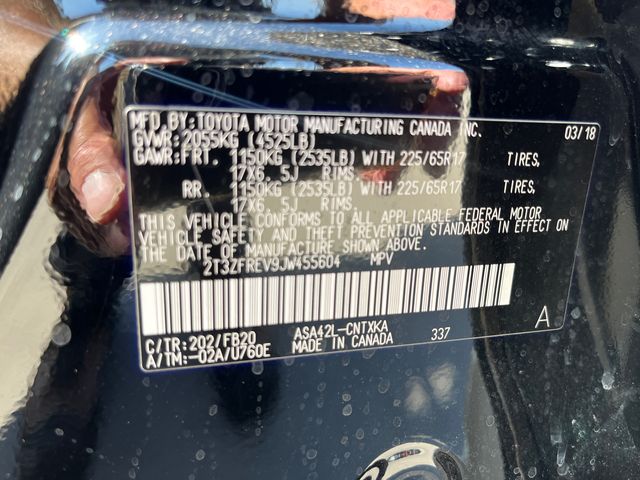 MFD.BY:TOYOTA MOTOR MANUFACTURING CANADA INC. 03/18
GVWR:2055KG (4525LB)
GAWR:FRT. 1150KG (2535LB) WITH 225/65R17 TIRES,
17X6. 5J RIMS,
RR. 1150KG (2535LB) WITH 225/65R17 TIRES,
17X6. 5J RIMS.
THIS VEHICLE CONFORMS TO ALL APPLICABLE FEDERAL MOTOR
VEHICLE SAFETY AND THEFT PREVENTION STANDARDS IN EFFECT ON
THE DATE OF MANUFACTURE SHOWN ABOVE.
2T3ZFREV9JW455604 MPV
C/TR:202/FB20 ASA42L-CNTXKA 337 A
A/TM:-02A/U760E MADE IN CANADA